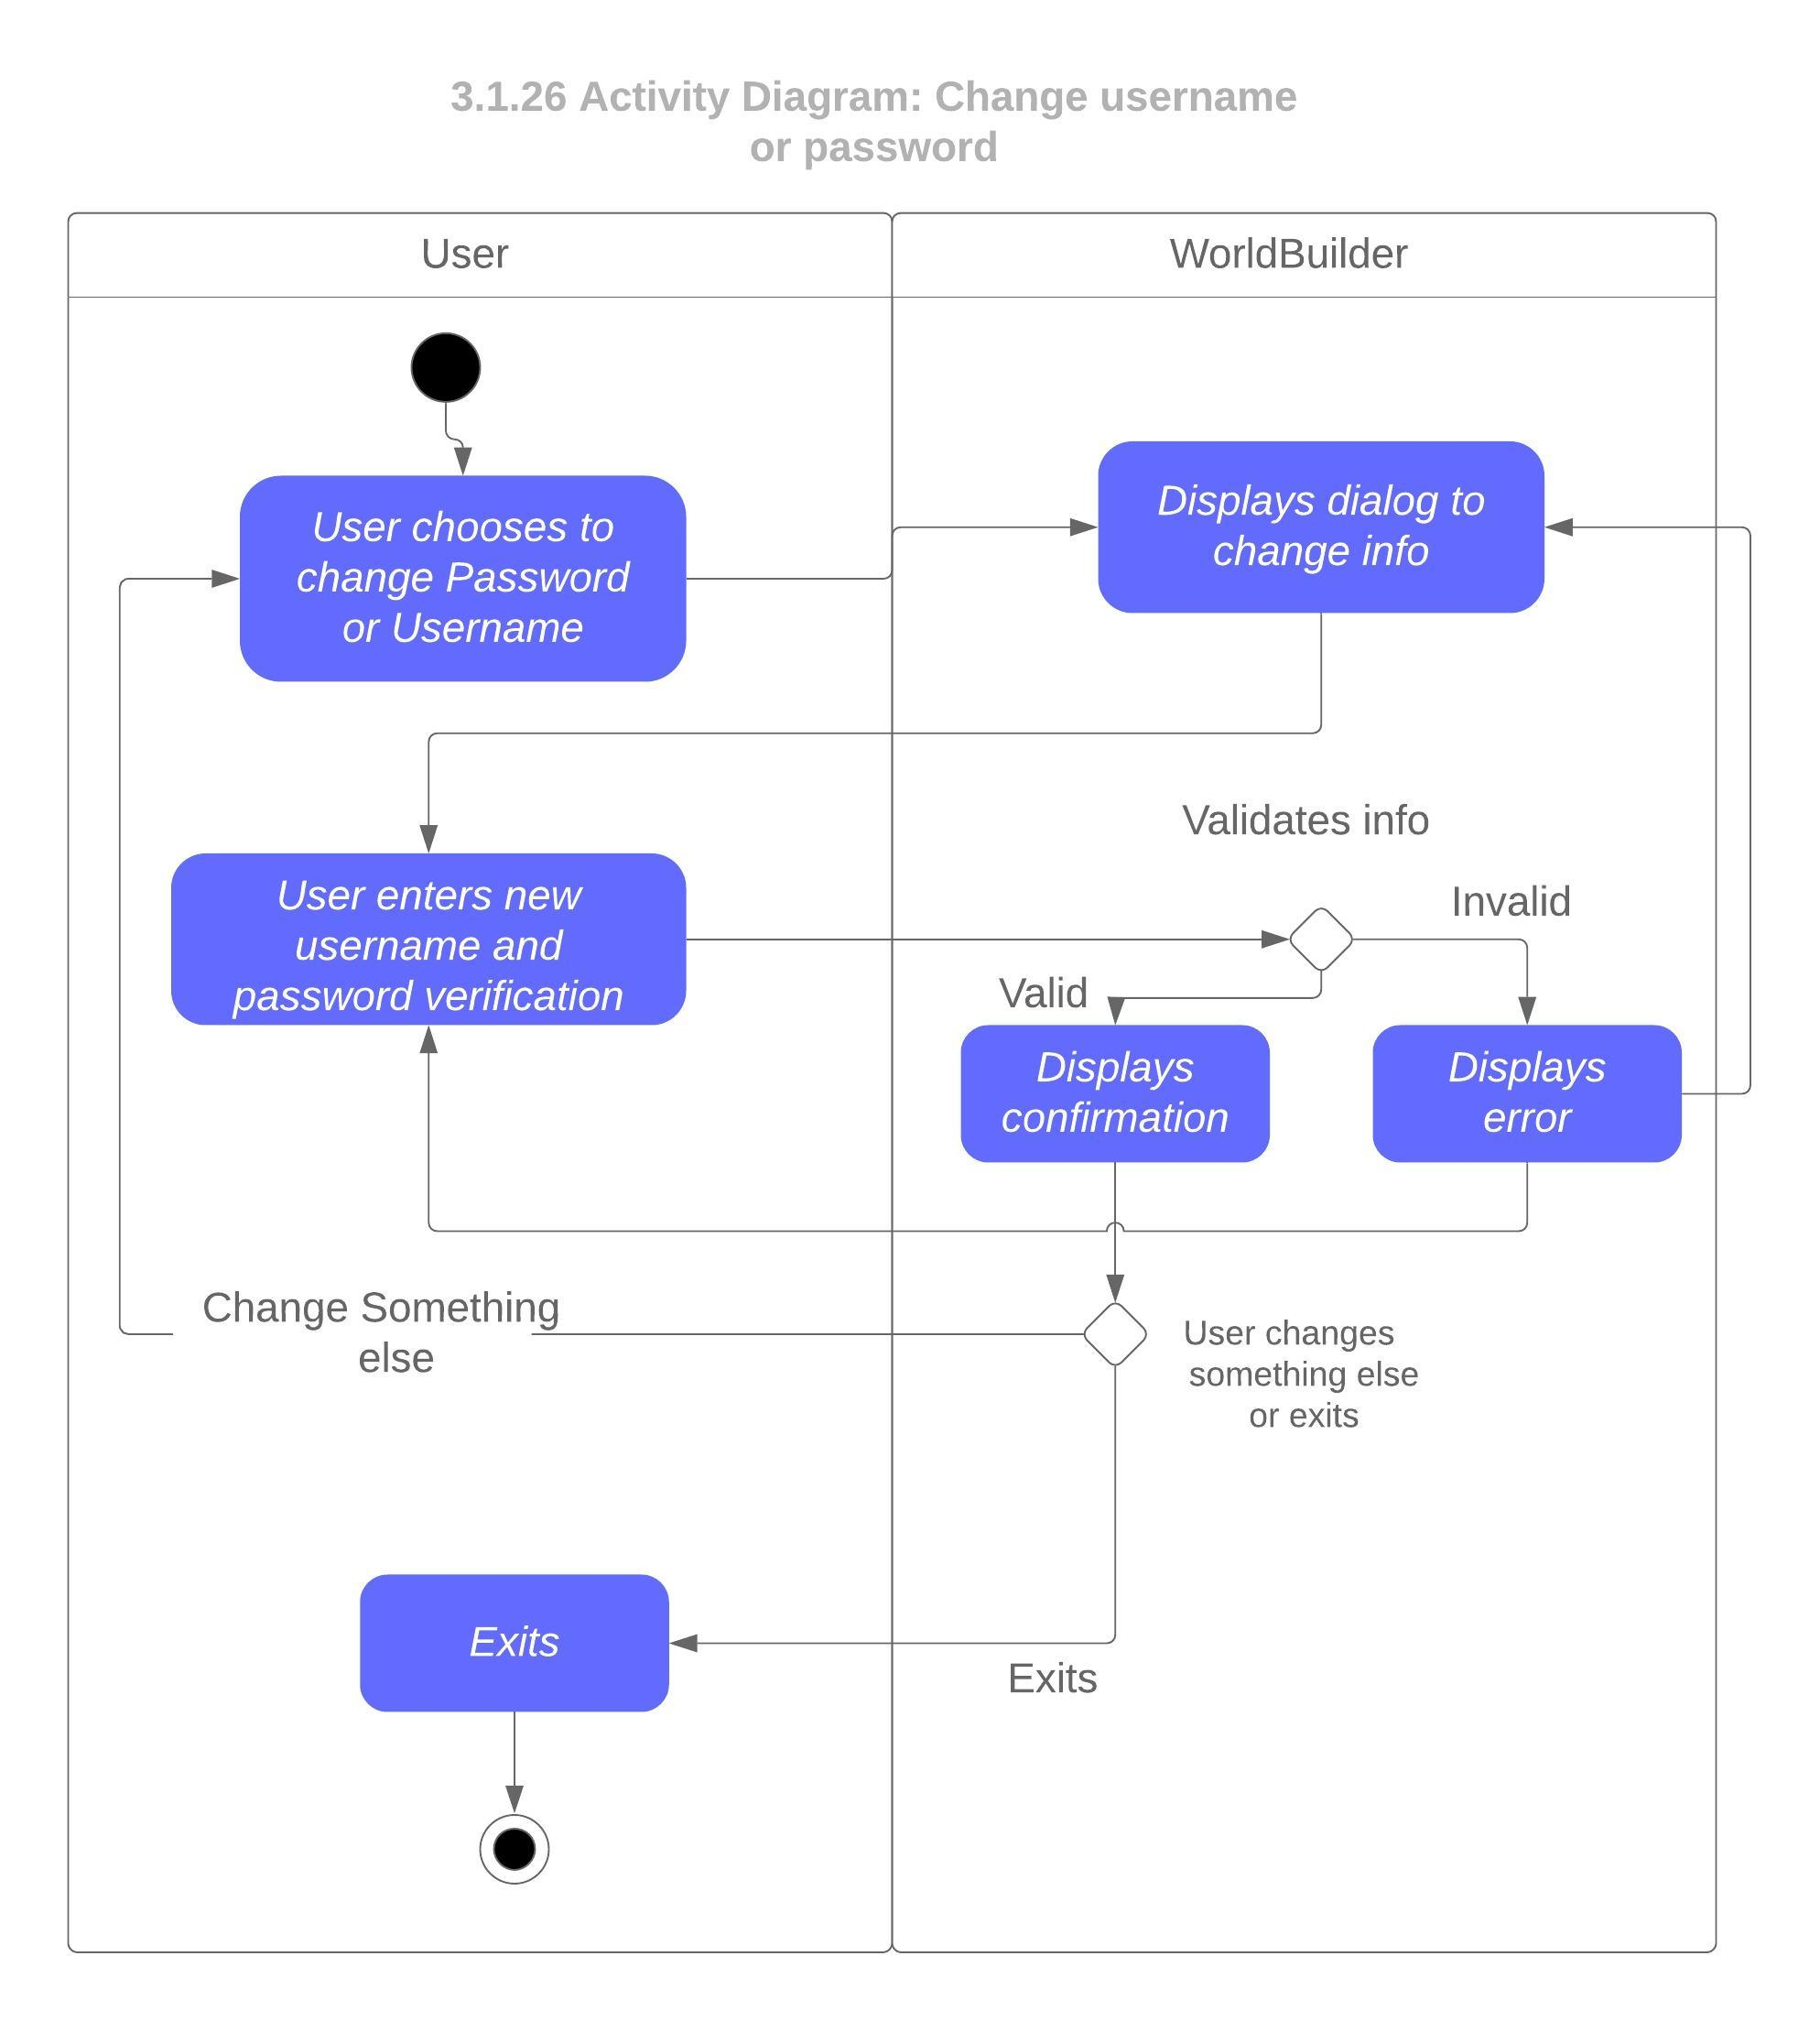 3.1.26 Activity Diagram: Change username
or password
User
WorldBuilder
User chooses to
change Password
or Username
Displays dialog to
change info
Validates info
User enters new
username and
password verification
Invalid
Valid
Displays
confirmation
Displays
error
Change Something
else
User changes
something else
or exits
Exits
Exits